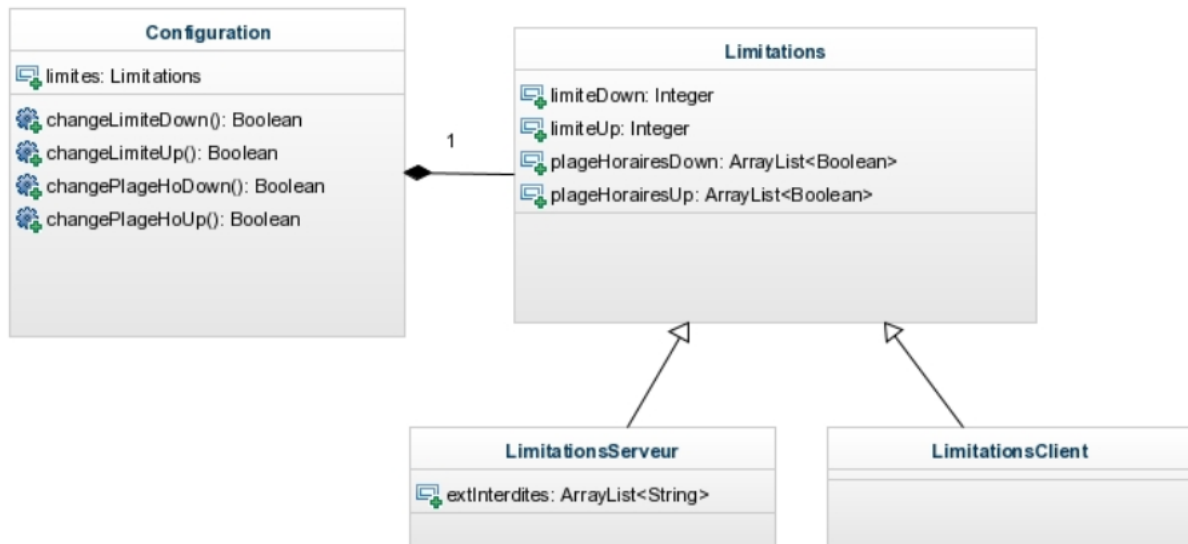 Configuration
limites: Limitations
changeLimiteDown(): Boolean
changeLimiteUp(): Boolean
changePlageHoDown(): Boolean
changePlageHoUp(): Boolean
1
Limitations
limiteDown: Integer
limiteUp: Integer
plageHorairesDown: ArrayList<Boolean>
plageHorairesUp: ArrayList<Boolean>
LimitationsServeur
extInterdites: ArrayList<String>
LimitationsClient